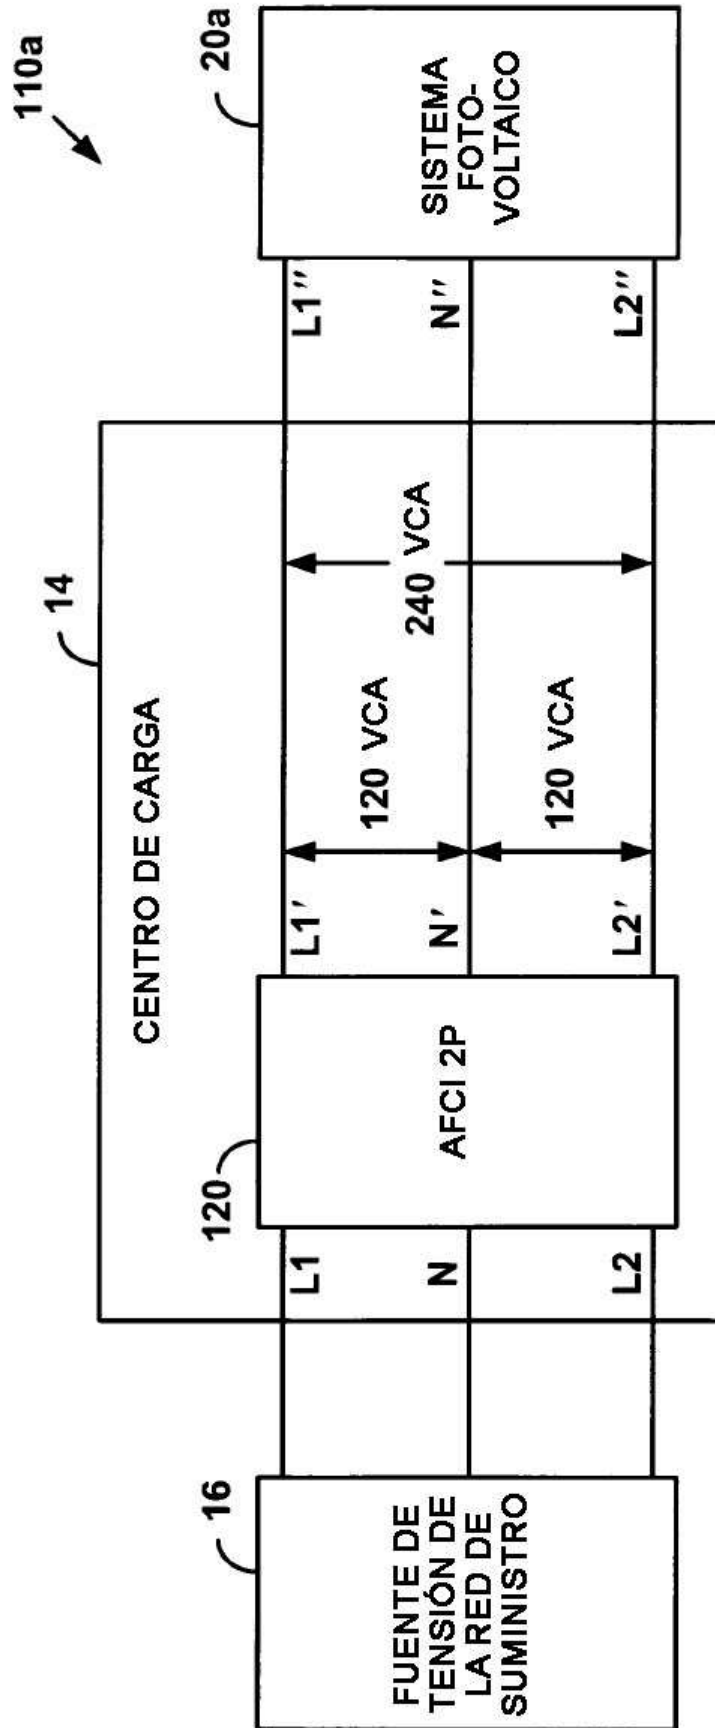 110a
20a
SISTEMA
FOTO-
VOLTAICO
L1''
N''
L2''
14
CENTRO DE CARGA
240 VCA
120 VCA
120 VCA
L1'
N'
L2'
120
AFCI 2P
L1
N
L2
16
FUENTE DE
TENSIÓN DE
LA RED DE
SUMINISTRO